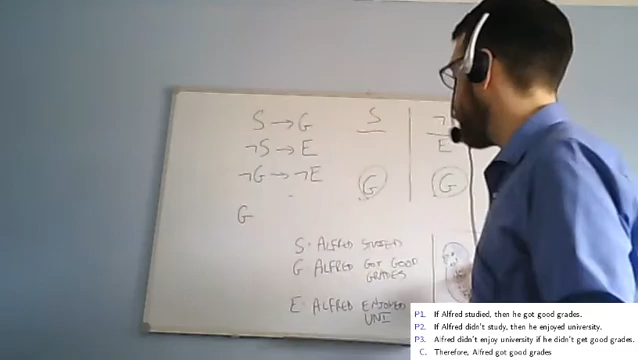 S → G
¬S → E
¬G → ¬E
G
S
G
¬
E
G
S: ALFRED STUDIED
G ALFRED GOT GOOD
GRADES
E: ALFRED ENJOYED
UNI
P1. If Alfred studied, then he got good grades.
P2. If Alfred didn't study, then he enjoyed university.
P3. Alfred didn't enjoy university if he didn't get good grades.
C. Therefore, Alfred got good grades